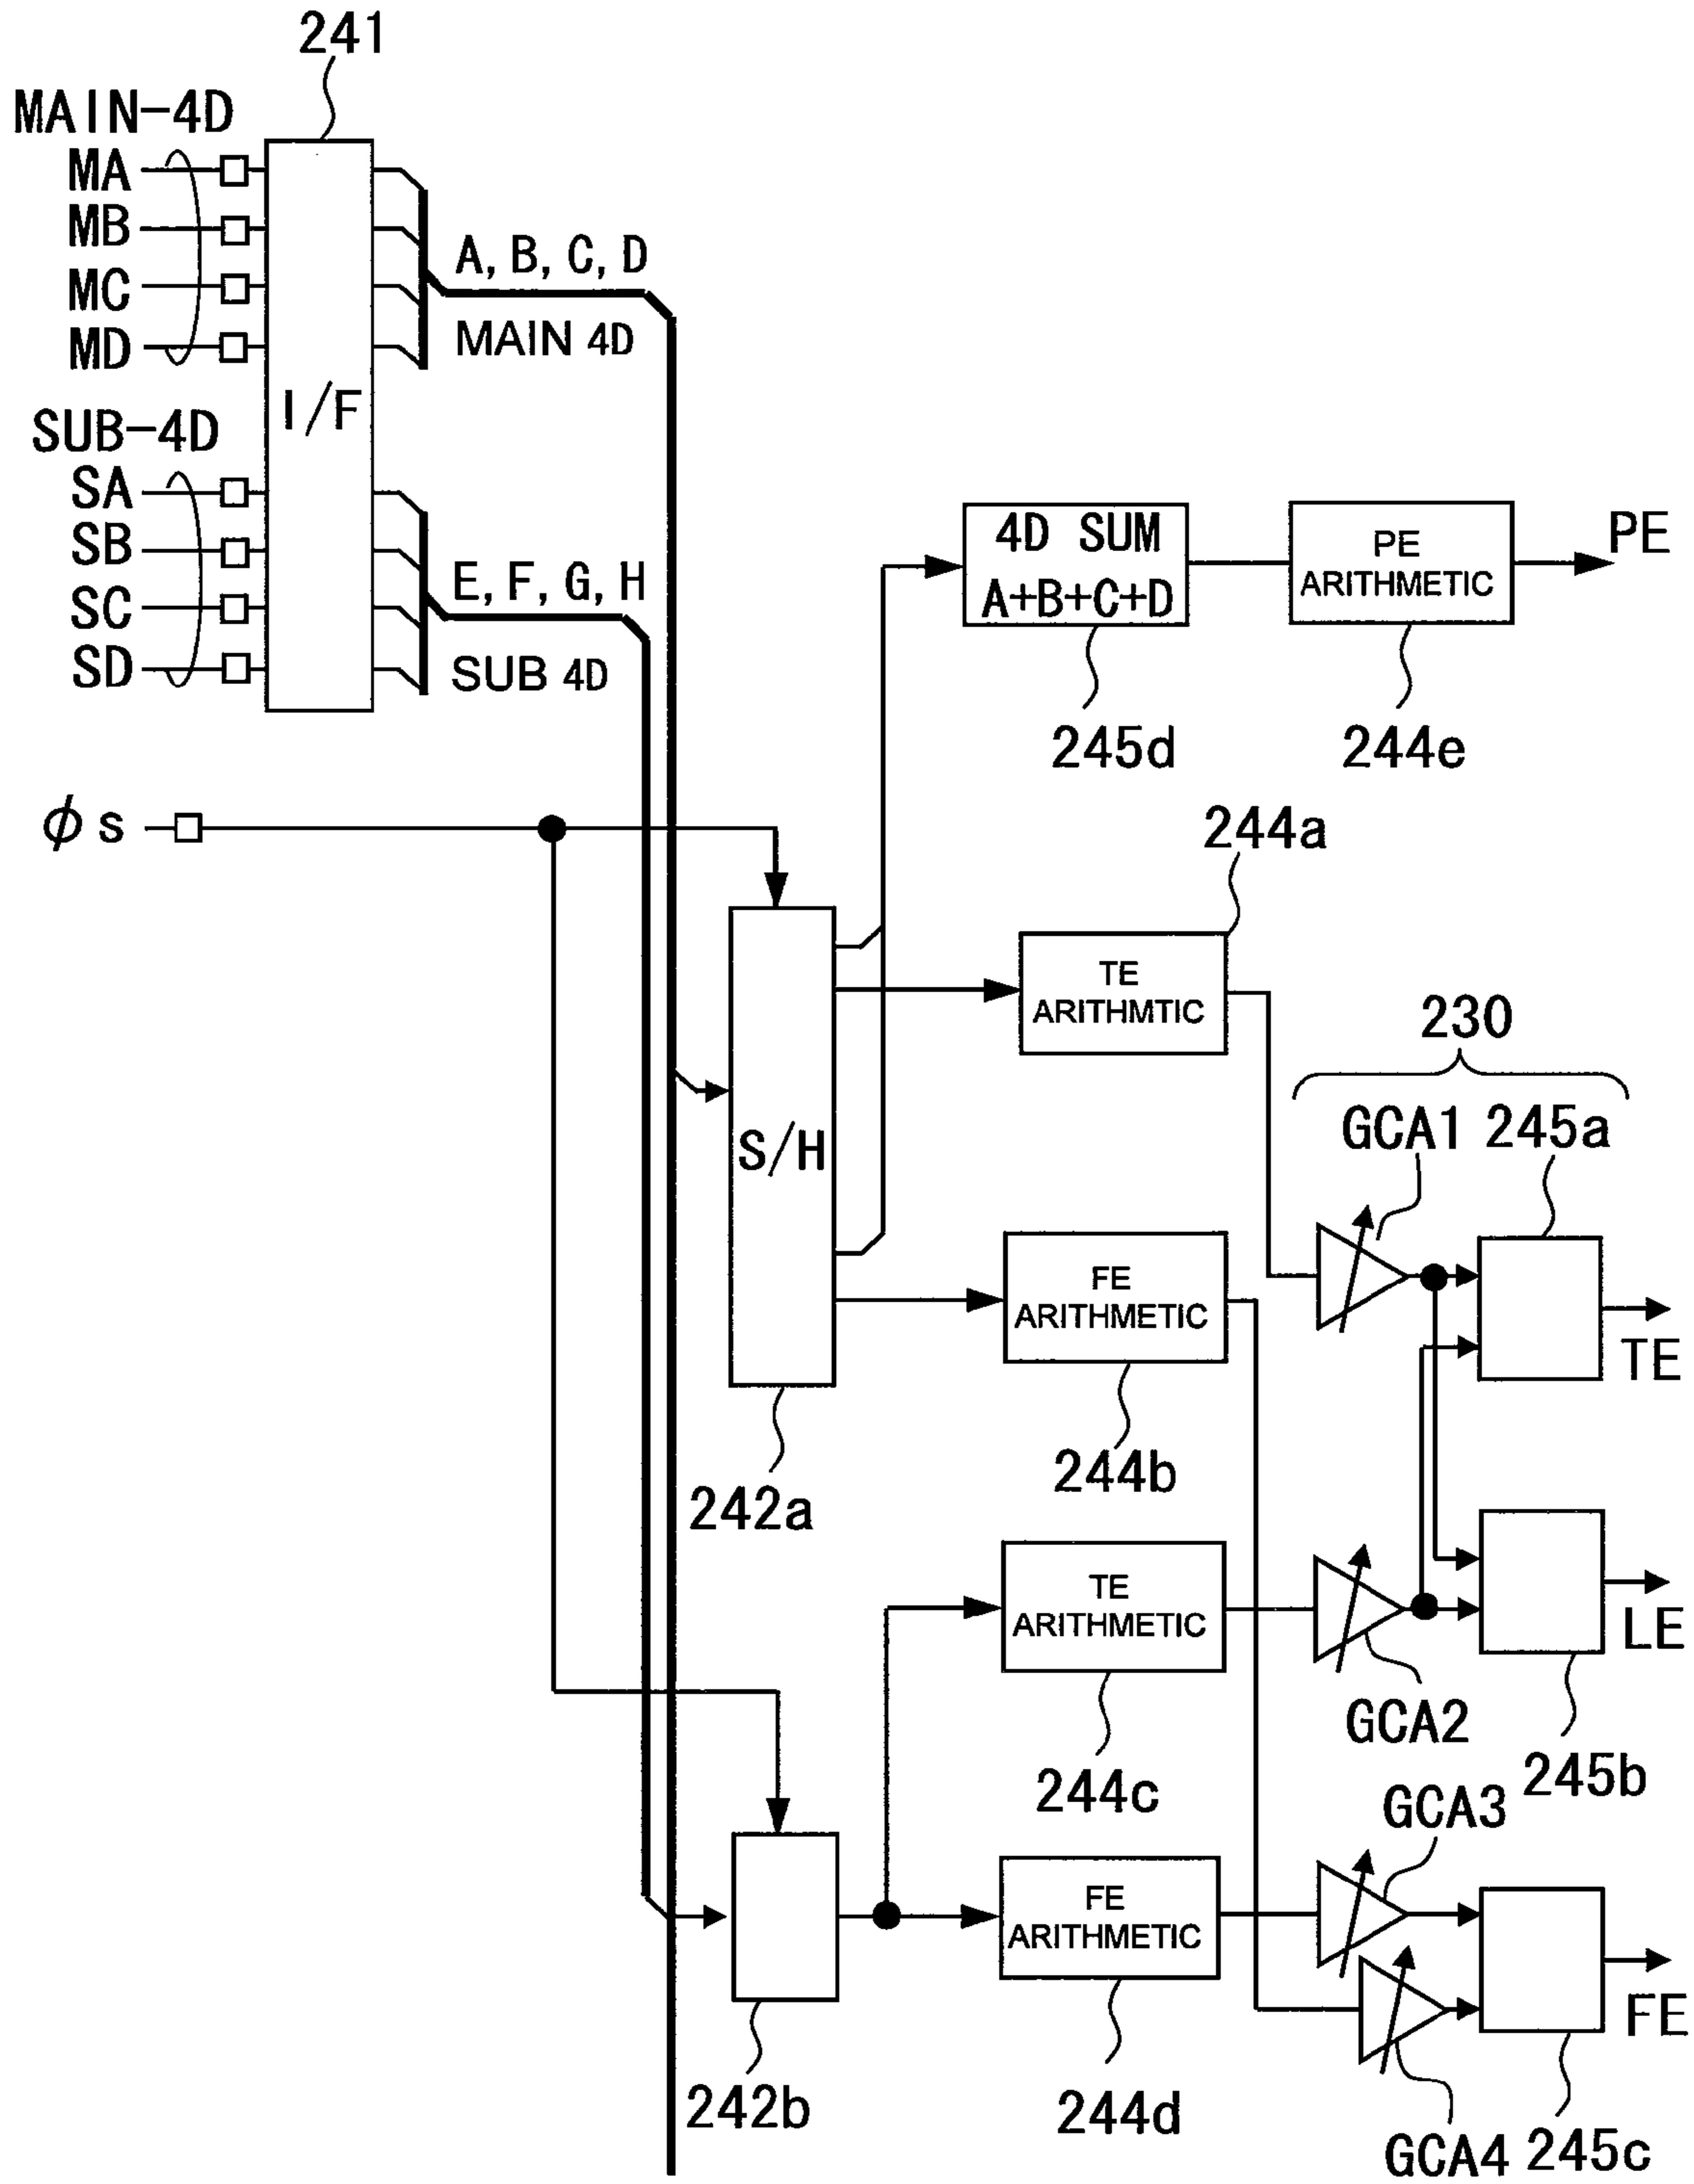 241
MAIN-4D
MA
MB
MC
MD
A, B, C, D
MAIN 4D
I/F
SUB-4D
SA
SB
SC
SD
E, F, G, H
SUB 4D
4D SUM
A+B+C+D
245d
PE
ARITHMETIC
244e
PE
φs
244a
TE
ARITHMTIC
S/H
242a
FE
ARITHMETIC
244b
230
GCA1
245a
TE
TE
ARITHMETIC
244c
GCA2
LE
245b
GCA3
242b
FE
ARITHMETIC
244d
FE
GCA4
245c